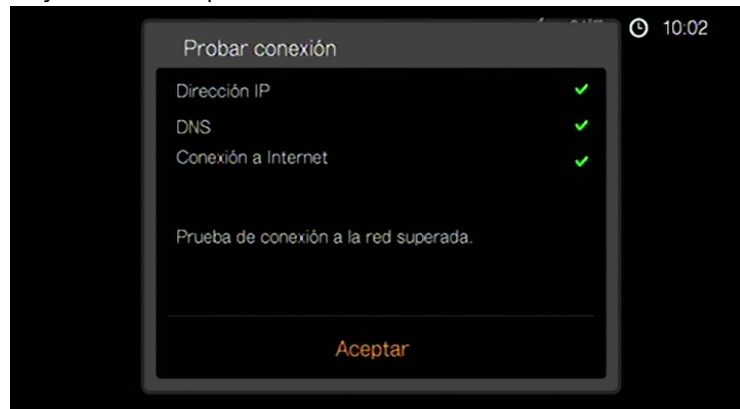 10:02
Probar conexión
Dirección IP
DNS
Conexión a Internet
Prueba de conexión a la red superada.
Aceptar